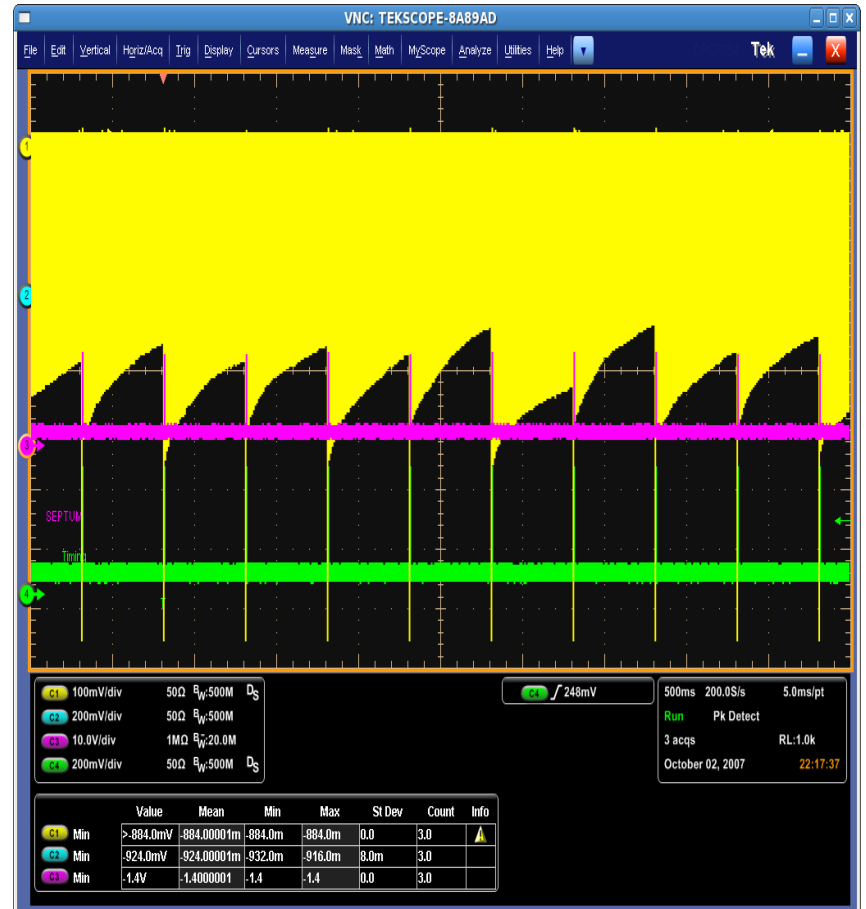 VNC: TEKSCOPE-8A89AD
File Edit Vertical Horiz/Acq Trig Display Cursors Measure Mask Math MyScope Analyze Utilities Help Tek X
1
2
3
SEPTUM
Timing
4
T
C1 100mV/div 50Ω BW:500M DS
C2 200mV/div 50Ω BW:500M
C3 10.0V/div 1MΩ BW:20.0M
C4 200mV/div 50Ω BW:500M DS
C4 248mV
500ms 200.0S/s 5.0ms/pt
Run Pk Detect
3 acqs RL:1.0k
October 02, 2007 22:17:37
Value Mean Min Max St Dev Count Info
C1 Min >-884.0mV -884.00001m -884.0m -884.0m 0.0 3.0
C2 Min -924.0mV -924.00001m -932.0m -916.0m 8.0m 3.0
C3 Min -1.4V -1.4000001 -1.4 -1.4 0.0 3.0